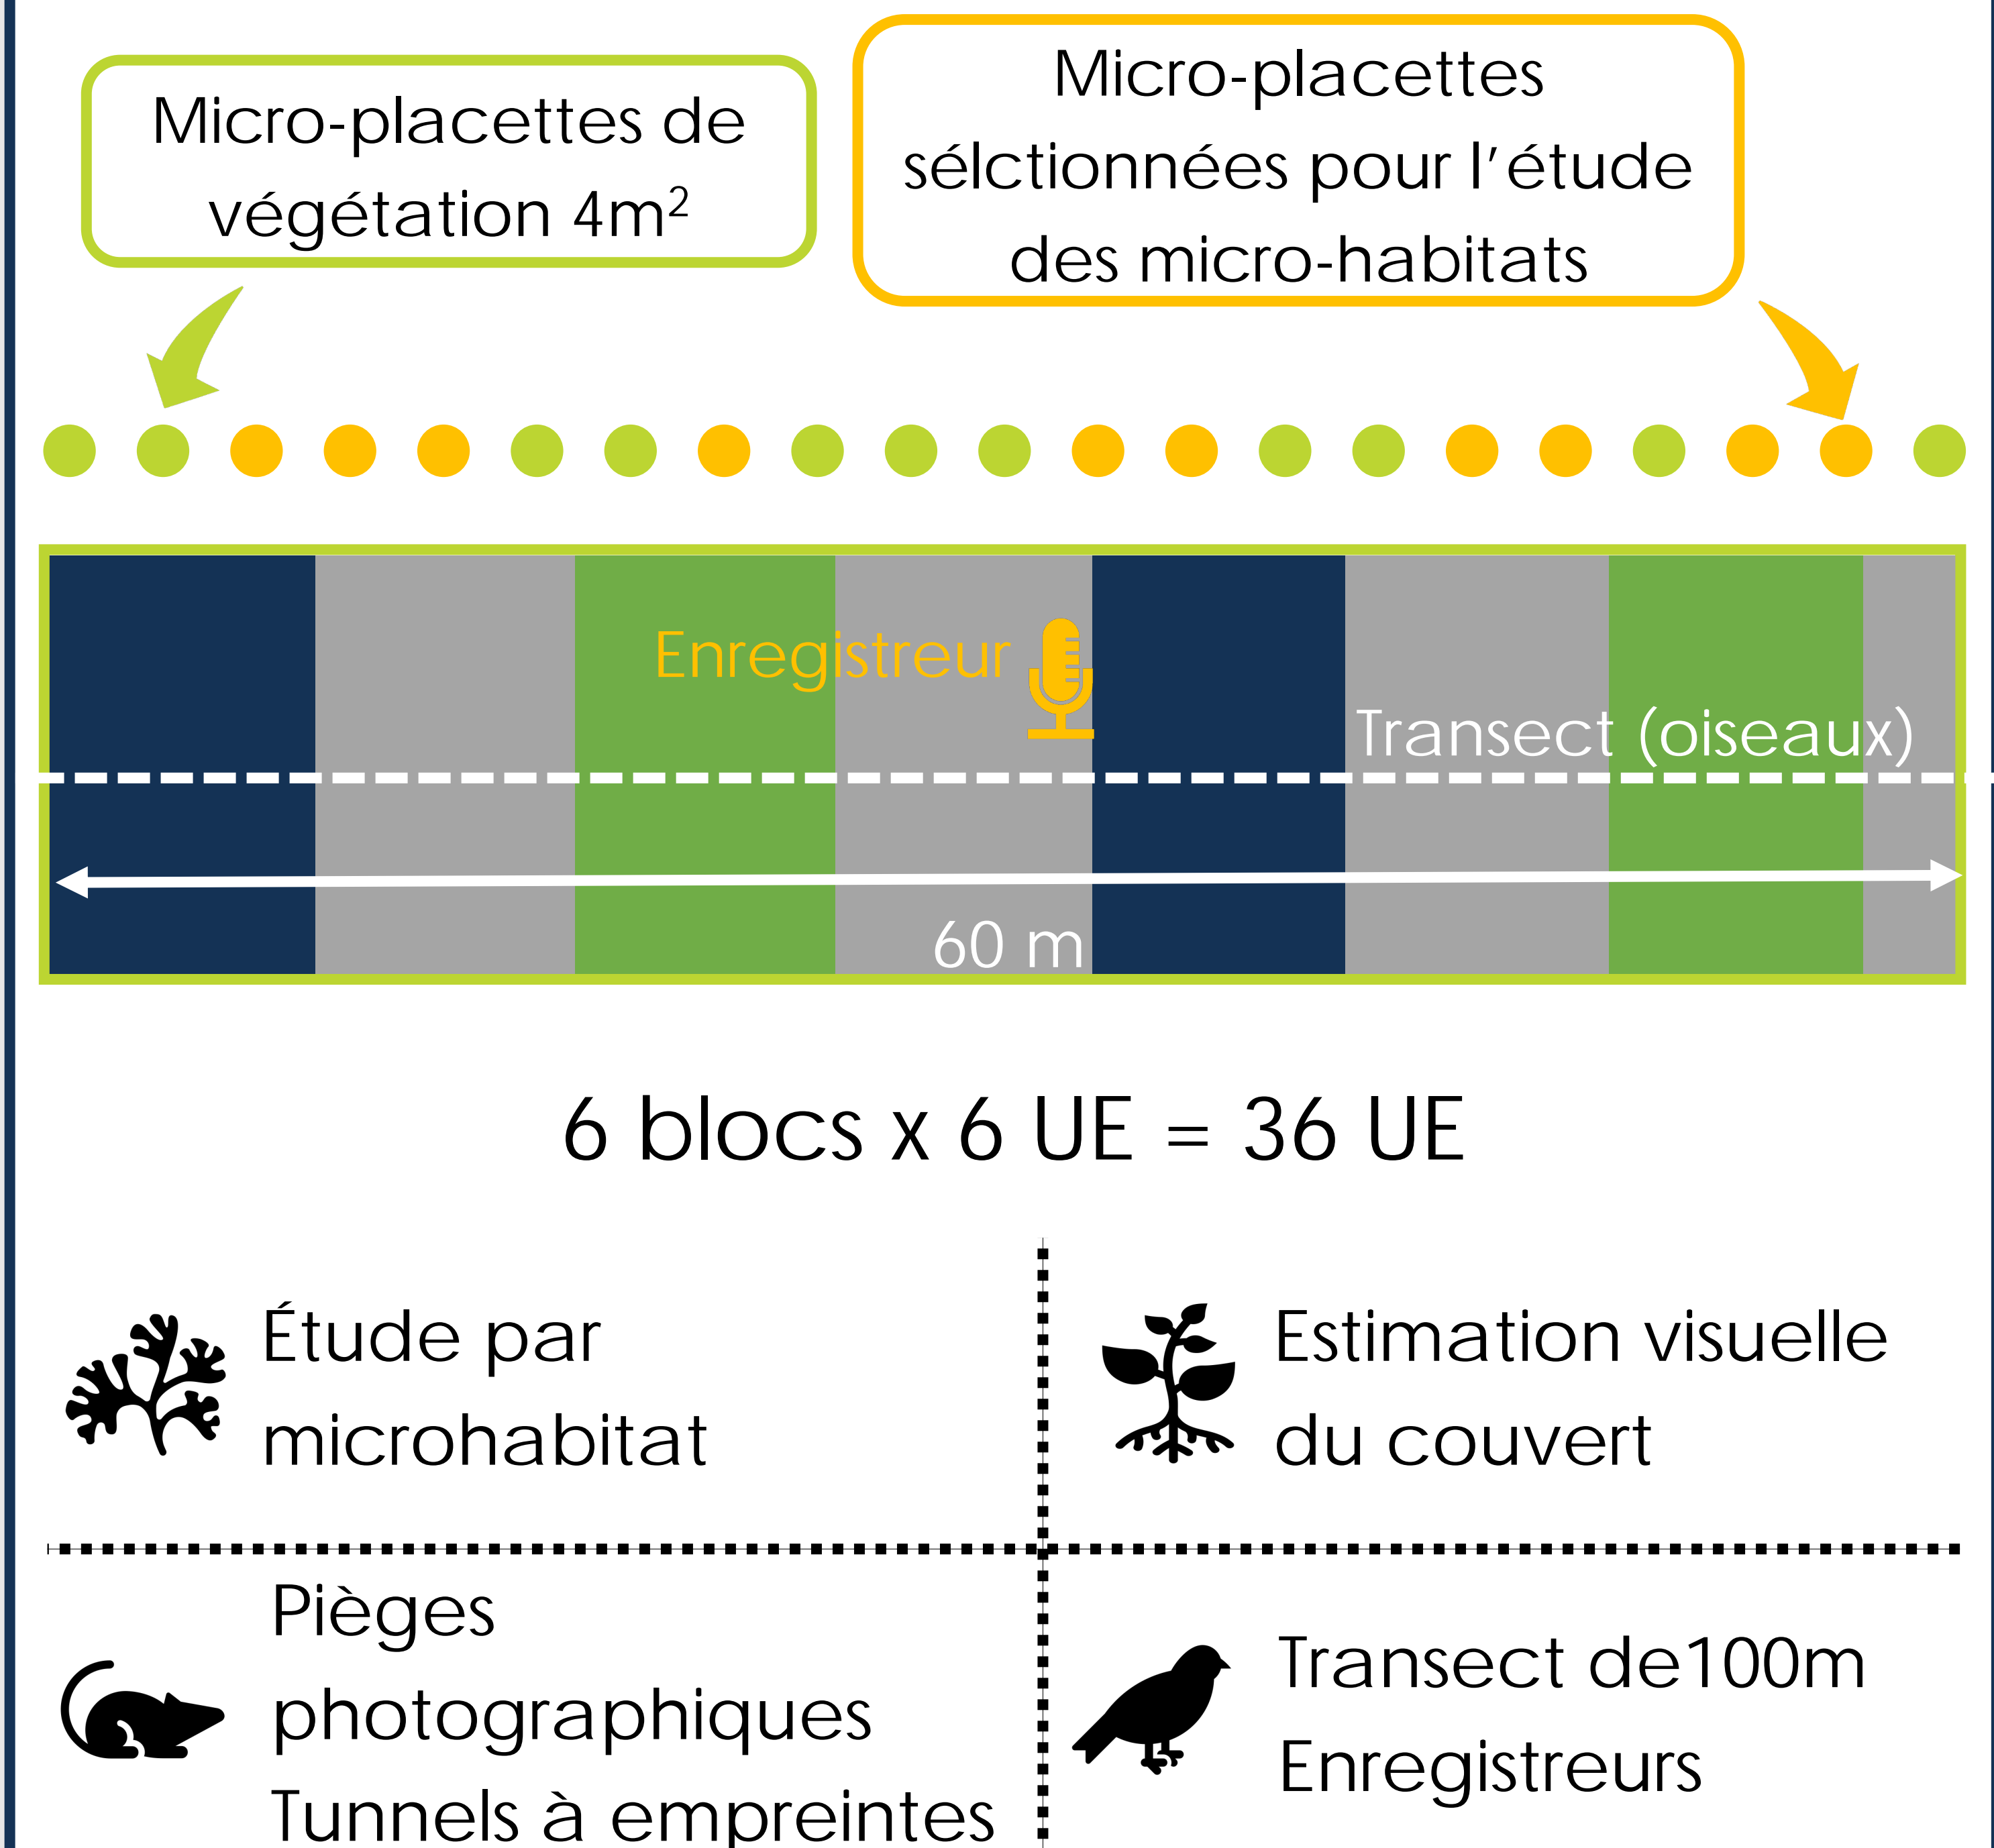 Micro-placettes de
végétation 4m²
Micro-placettes
sélctionnées pour l'étude
des micro-habitats
Enregistreur
Transect (oiseaux)
60 m
6 blocs x 6 UE = 36 UE
Étude par
microhabitat
Estimation visuelle
du couvert
Pièges
photographiques
Tunnels à empreintes
Transect de100m
Enregistreurs